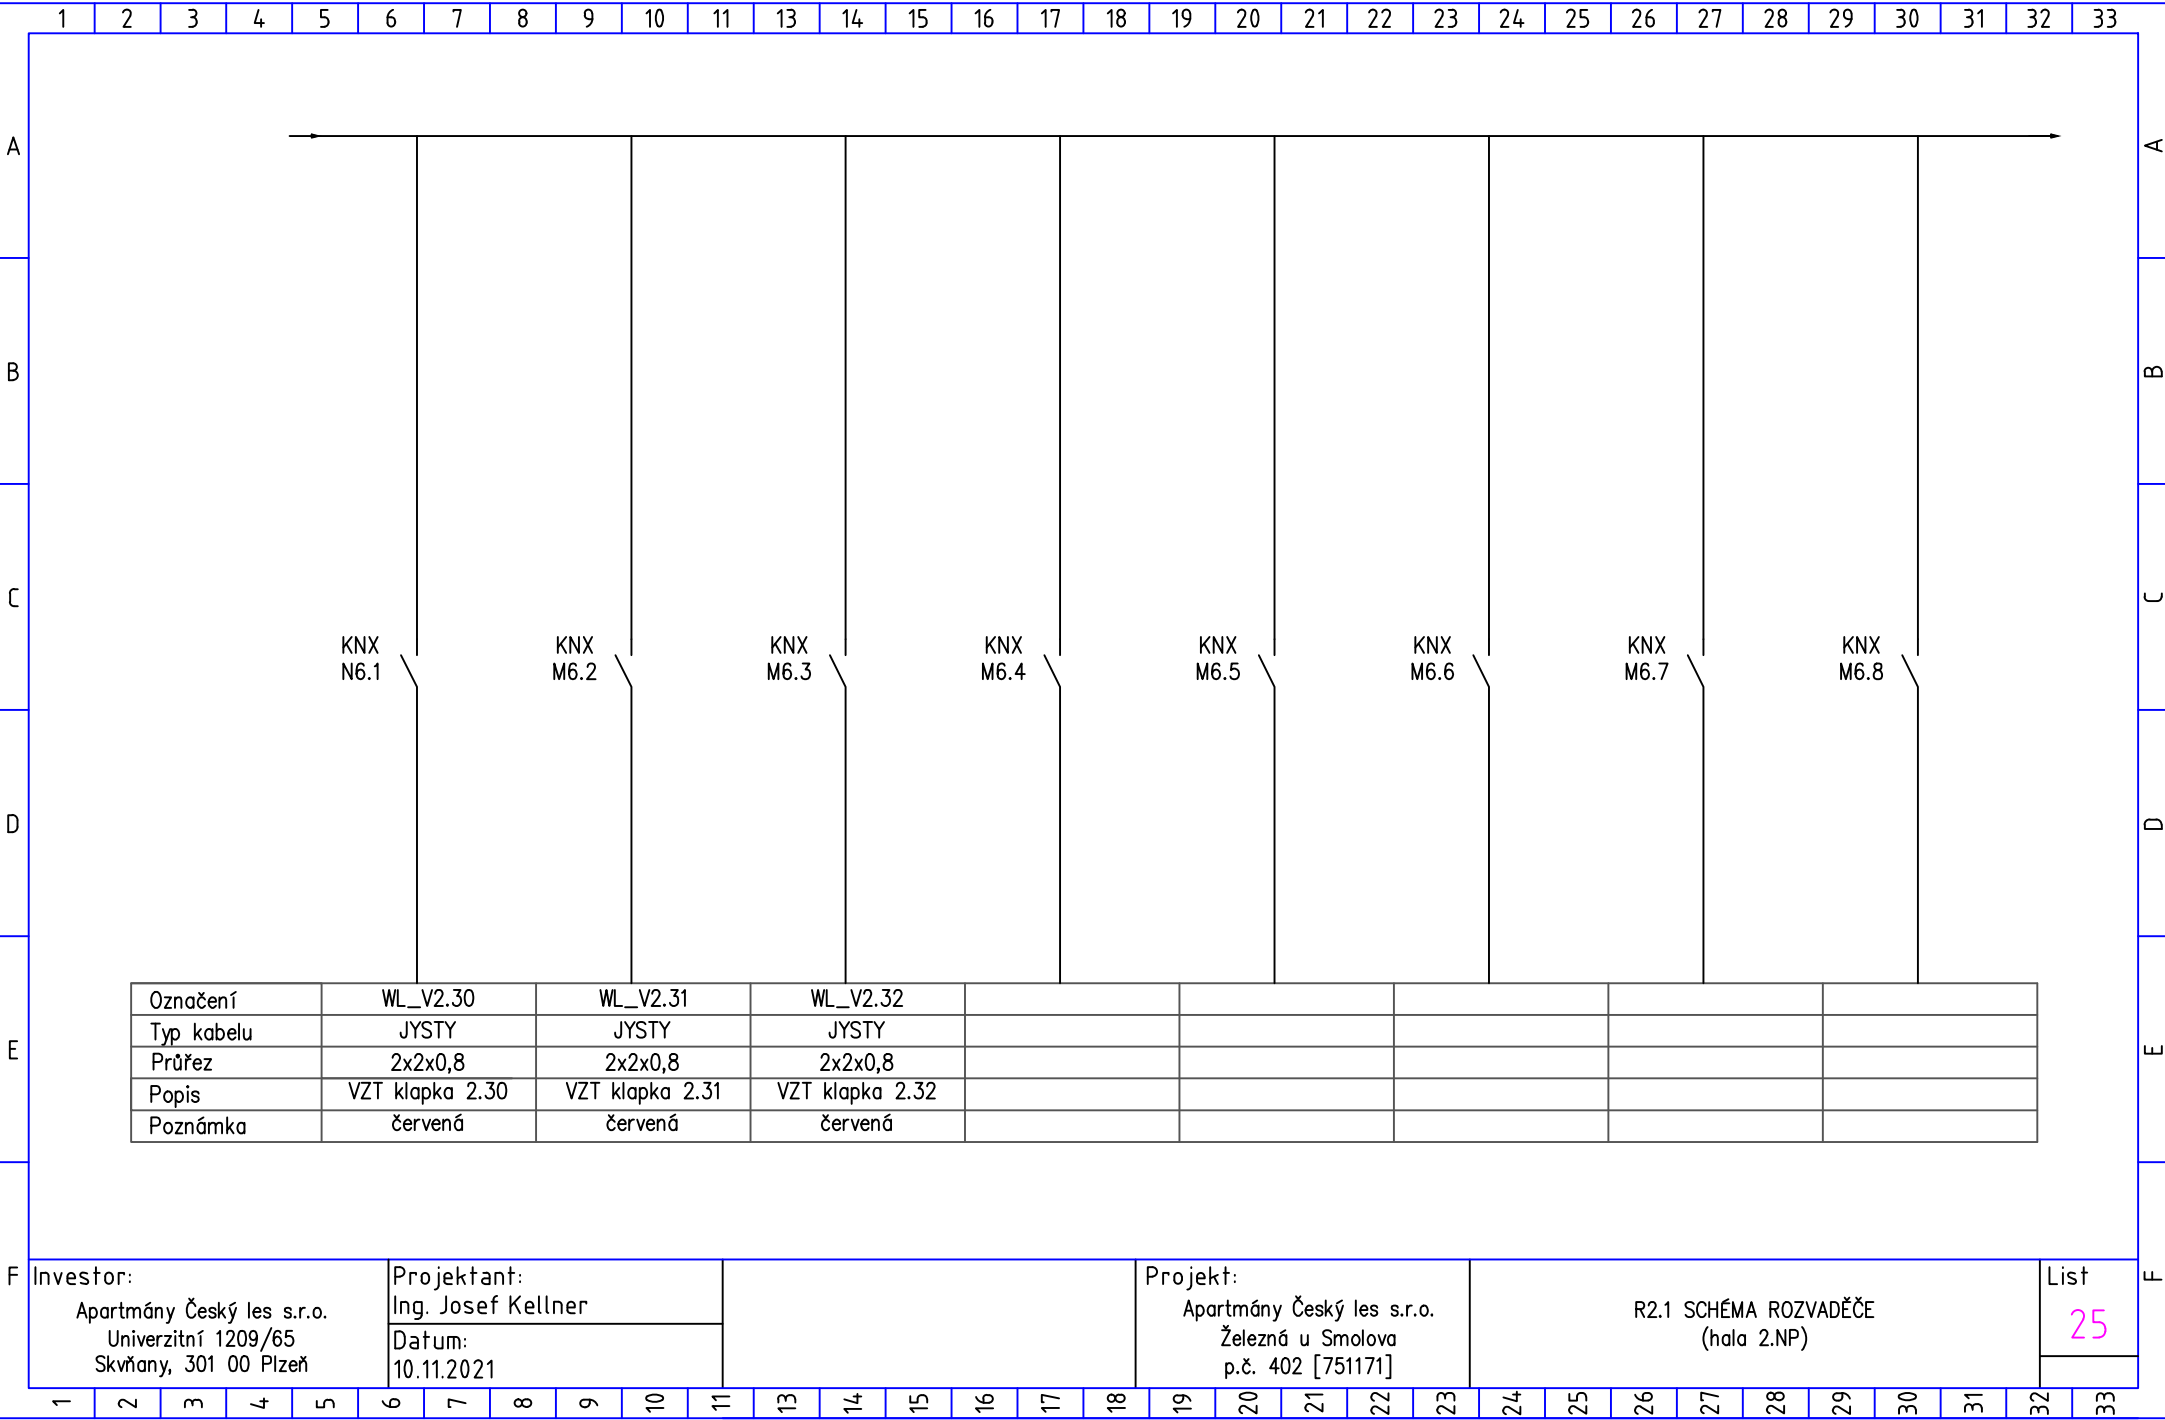 1 2 3 4 5 6 7 8 9 10 11 13 14 15 16 17 18 19 20 21 22 23 24 25 26 27 28 29 30 31 32 33
A A
B B
C C
KNX KNX KNX KNX KNX KNX KNX KNX
N6.1 M6.2 M6.3 M6.4 M6.5 M6.6 M6.7 M6.8
D D
Označení WL_V2.30 WL_V2.31 WL_V2.32
Typ kabelu JYSTY JYSTY JYSTY
E E
Průřez 2x2x0,8 2x2x0,8 2x2x0,8
Popis VZT klapka 2.30 VZT klapka 2.31 VZT klapka 2.32
Poznámka červená červená červená
F F
Investor:
Apartmány Český les s.r.o.
Univerzitní 1209/65
Skvňany, 301 00 Plzeň
Projektant:
Ing. Josef Kellner
Datum:
10.11.2021
Projekt:
Apartmány Český les s.r.o.
Železná u Smolova
p.č. 402 [751171]
R2.1 SCHÉMA ROZVADĚČE
(hala 2.NP)
List
25
1 2 3 4 5 6 7 8 9 10 11 13 14 15 16 17 18 19 20 21 22 23 24 25 26 27 28 29 30 31 32 33